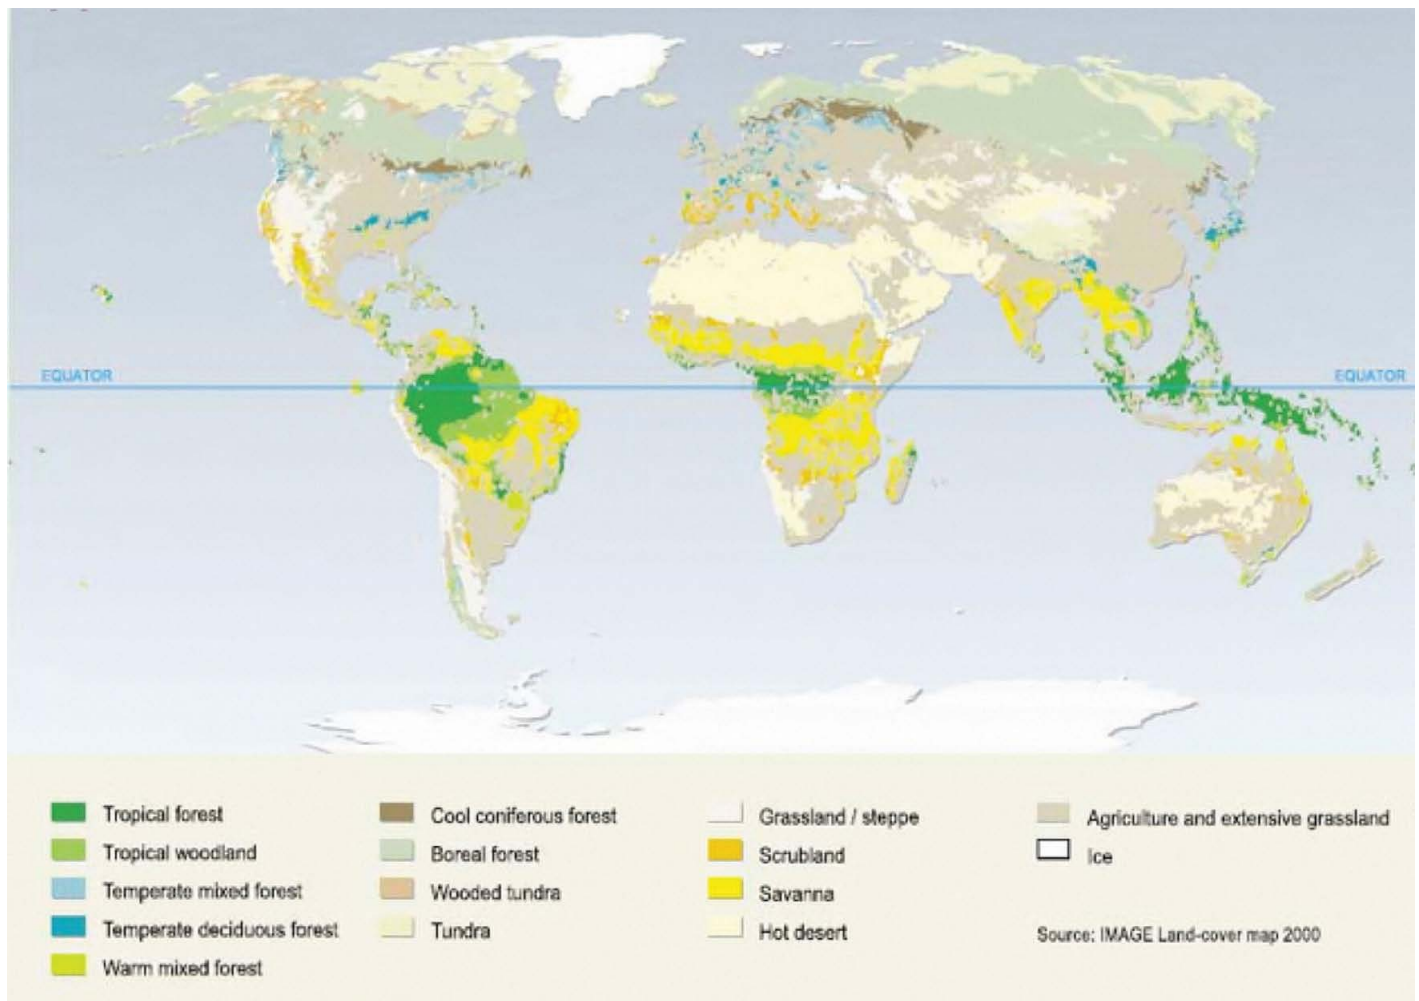 EQUATOR
EQUATOR
Tropical forest
Tropical woodland
Temperate mixed forest
Temperate deciduous forest
Warm mixed forest
Cool coniferous forest
Boreal forest
Wooded tundra
Tundra
Grassland / steppe
Scrubland
Savanna
Hot desert
Agriculture and extensive grassland
Ice
Source: IMAGE Land-cover map 2000